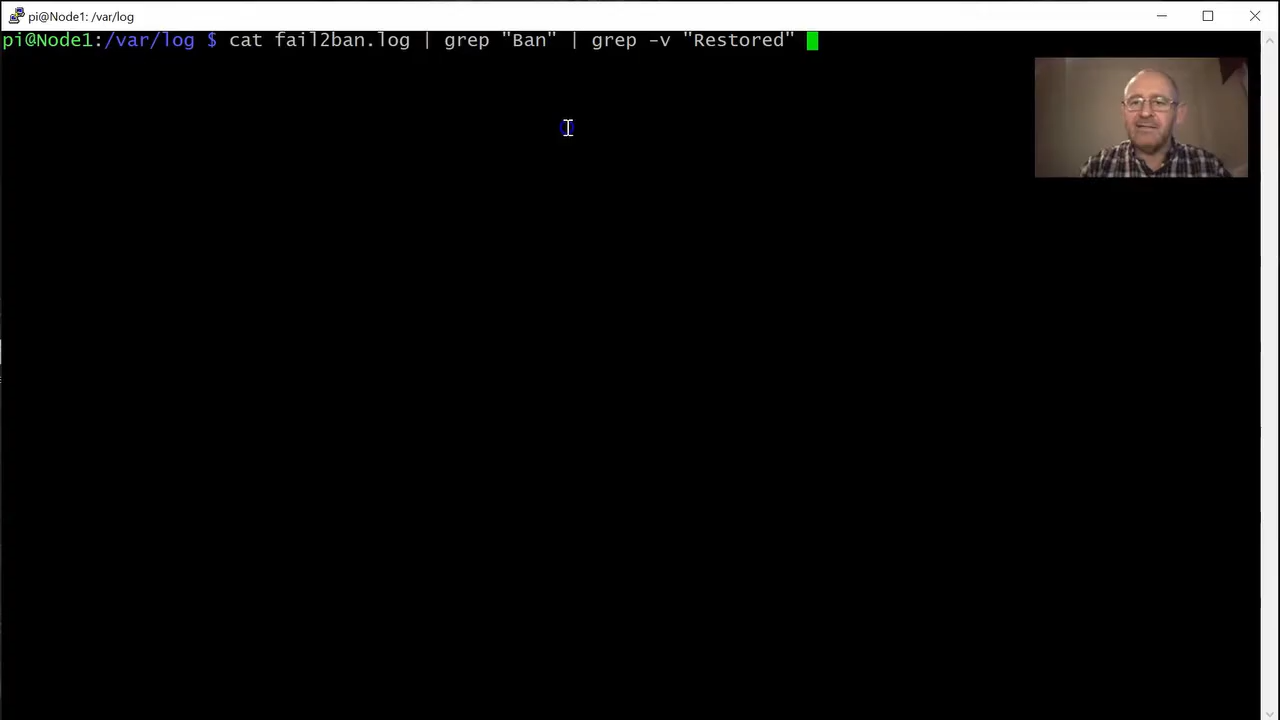 pi@Node1: /var/log
pi@Node1:/var/log $ cat fail2ban.log | grep "Ban" | grep -v "Restored"